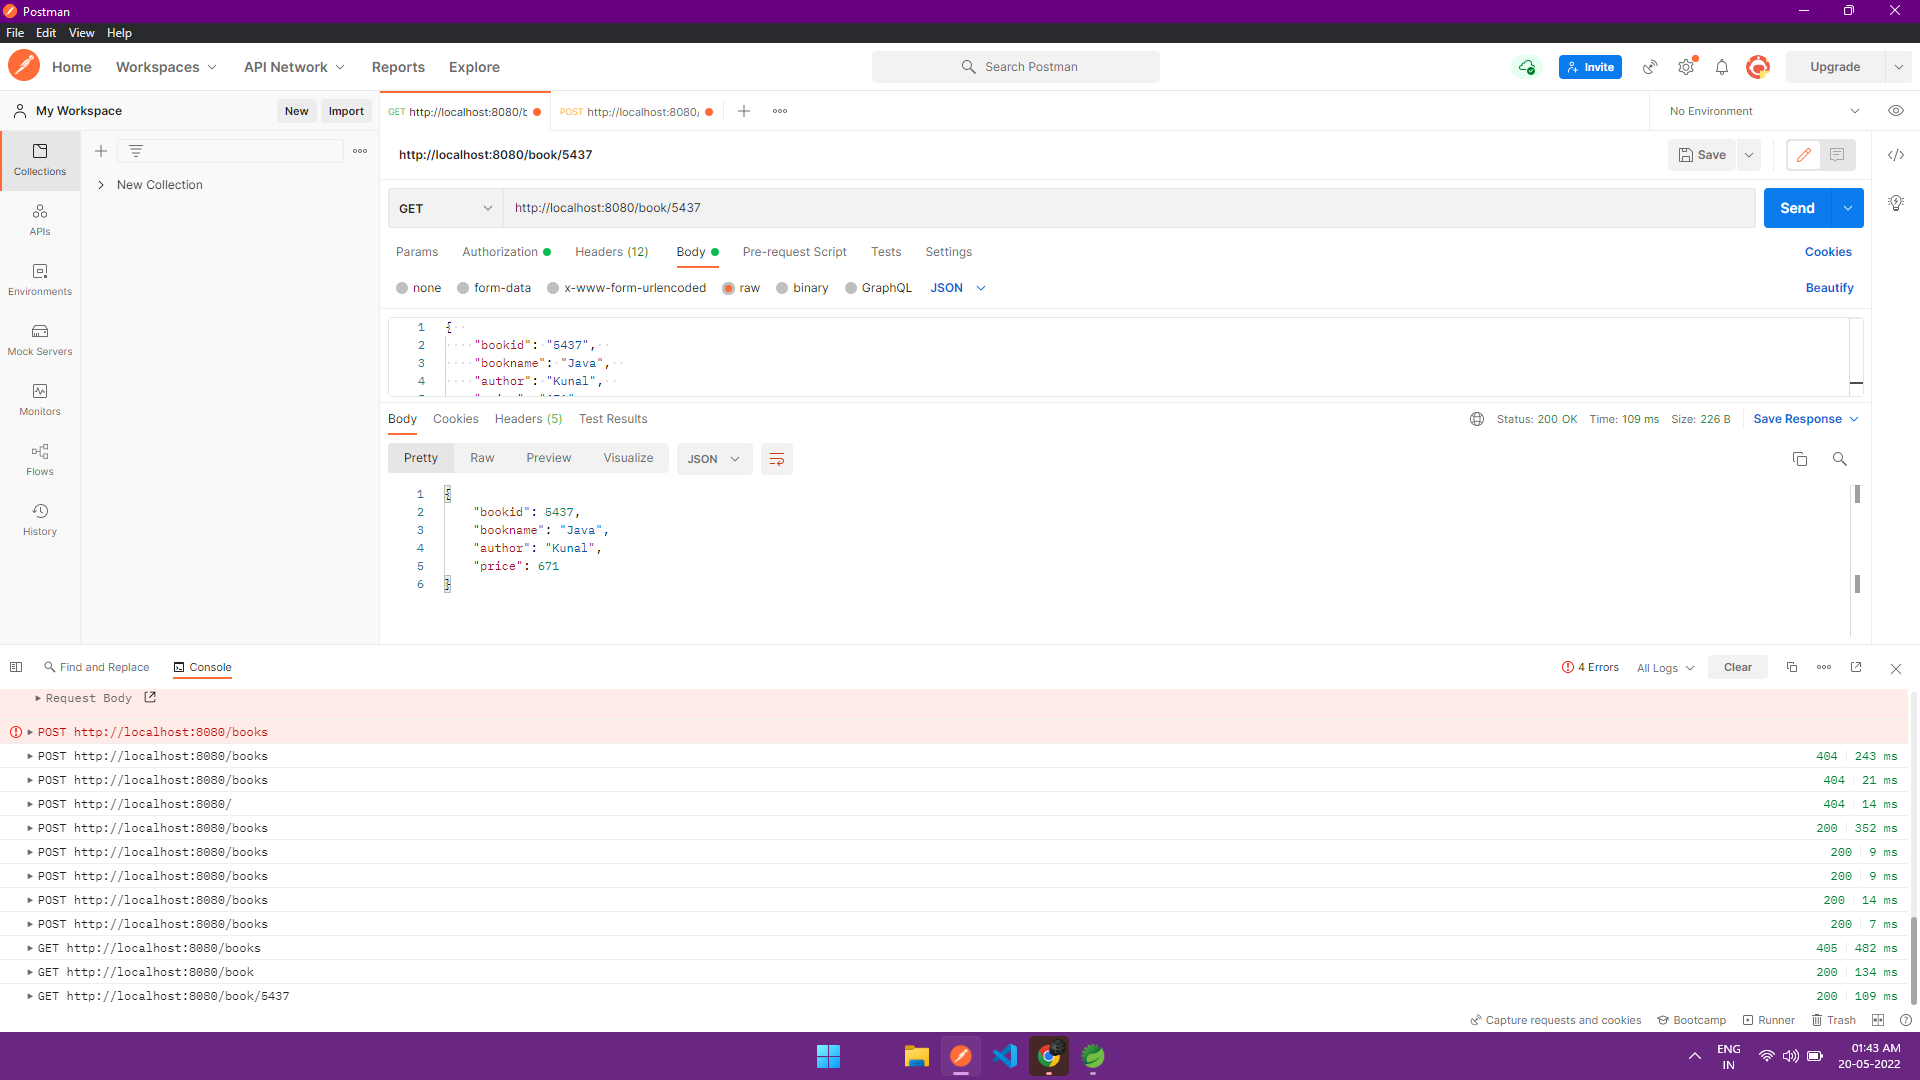 Postman
File Edit View Help
Home Workspaces API Network Reports Explore
Search Postman
Invite
Upgrade
My Workspace
New Import
GET http://localhost:8080/b
POST http://localhost:8080/
No Environment
http://localhost:8080/book/5437
Save
Collections
APIs
Environments
Mock Servers
Monitors
Flows
History
New Collection
GET http://localhost:8080/book/5437
Send
Params Authorization Headers (12) Body Pre-request Script Tests Settings
Cookies
none form-data x-www-form-urlencoded raw binary GraphQL JSON
Beautify
1 {
2 "bookid": "5437",
3 "bookname": "Java",
4 "author": "Kunal",
Body Cookies Headers (5) Test Results
Status: 200 OK Time: 109 ms Size: 226 B Save Response
Pretty Raw Preview Visualize JSON
1 {
2 "bookid": 5437,
3 "bookname": "Java",
4 "author": "Kunal",
5 "price": 671
6 }
Find and Replace Console
4 Errors All Logs Clear
Request Body
POST http://localhost:8080/books
POST http://localhost:8080/books 404 243 ms
POST http://localhost:8080/books 404 21 ms
POST http://localhost:8080/ 404 14 ms
POST http://localhost:8080/books 200 352 ms
POST http://localhost:8080/books 200 9 ms
POST http://localhost:8080/books 200 9 ms
POST http://localhost:8080/books 200 14 ms
POST http://localhost:8080/books 200 7 ms
GET http://localhost:8080/books 405 482 ms
GET http://localhost:8080/book 200 134 ms
GET http://localhost:8080/book/5437 200 109 ms
Capture requests and cookies Bootcamp Runner Trash
ENG
IN
01:43 AM
20-05-2022